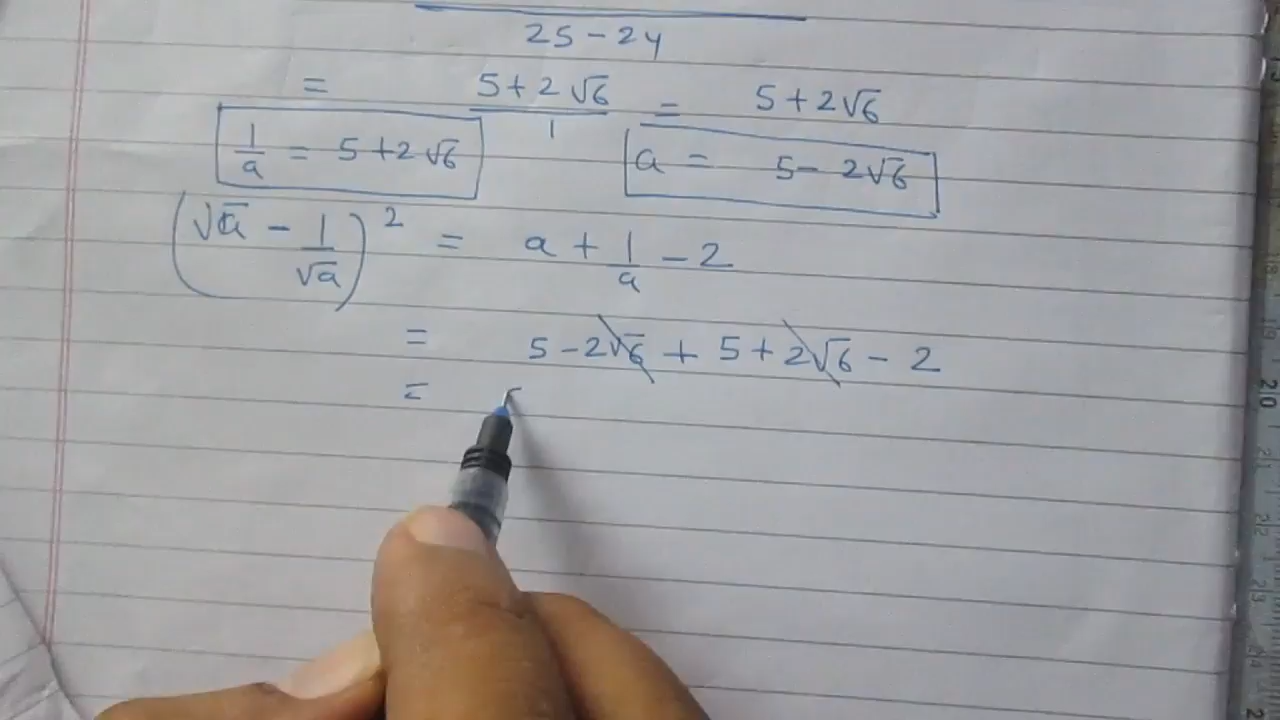 25 - 24
= 5 + 2√6 / 1 = 5 + 2√6
1/a = 5 + 2√6 a = 5 - 2√6
(√a - 1/√a)² = a + 1/a - 2
= 5 - 2√6 + 5 + 2√6 - 2
=